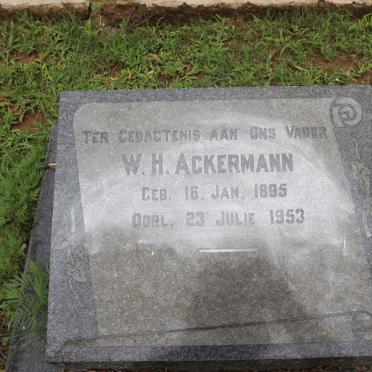 TER GEDAGTENIS AAN ONS VADER
W. H. ACKERMANN
GEB. 16. JAN. 1895
OORL. 23 JULIE 1953